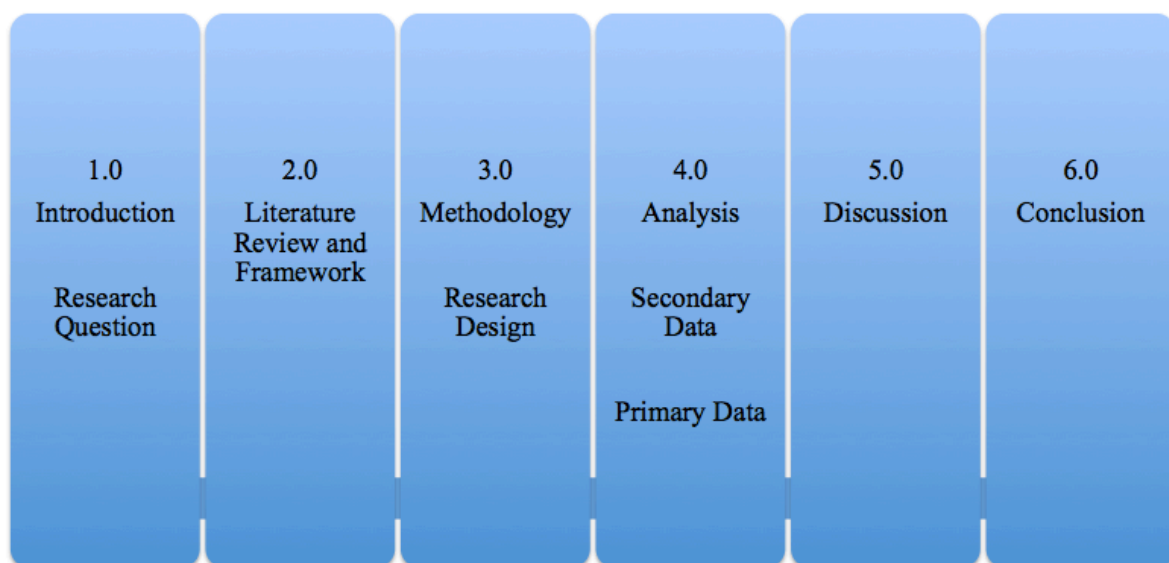 1.0
Introduction
Research
Question
2.0
Literature
Review and
Framework
3.0
Methodology
Research
Design
4.0
Analysis
Secondary
Data
Primary Data
5.0
Discussion
6.0
Conclusion